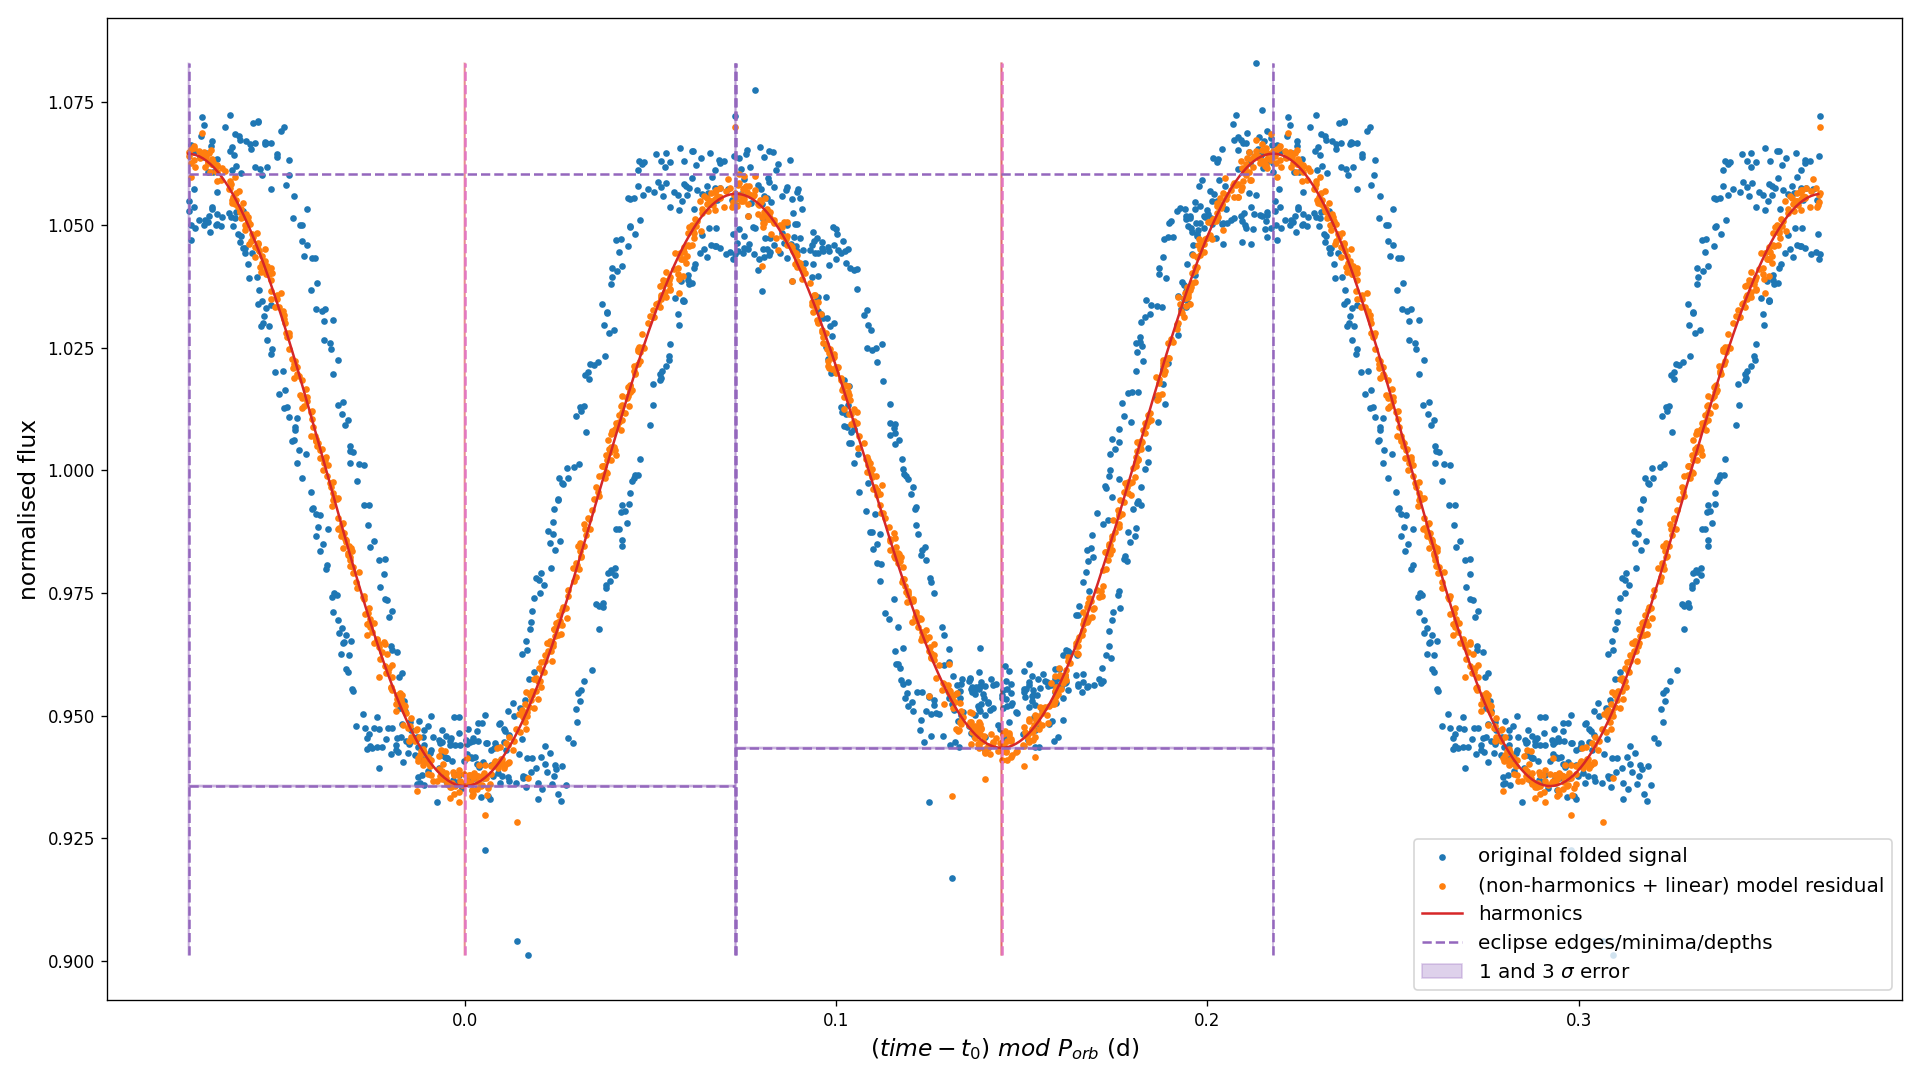 1.075
1.050
1.025
1.000
0.975
0.950
0.925
0.900
normalised flux
0.0
0.1
0.2
0.3
(time − t₀) mod Pₒᵣb (d)
original folded signal
(non-harmonics + linear) model residual
harmonics
eclipse edges/minima/depths
1 and 3 σ error